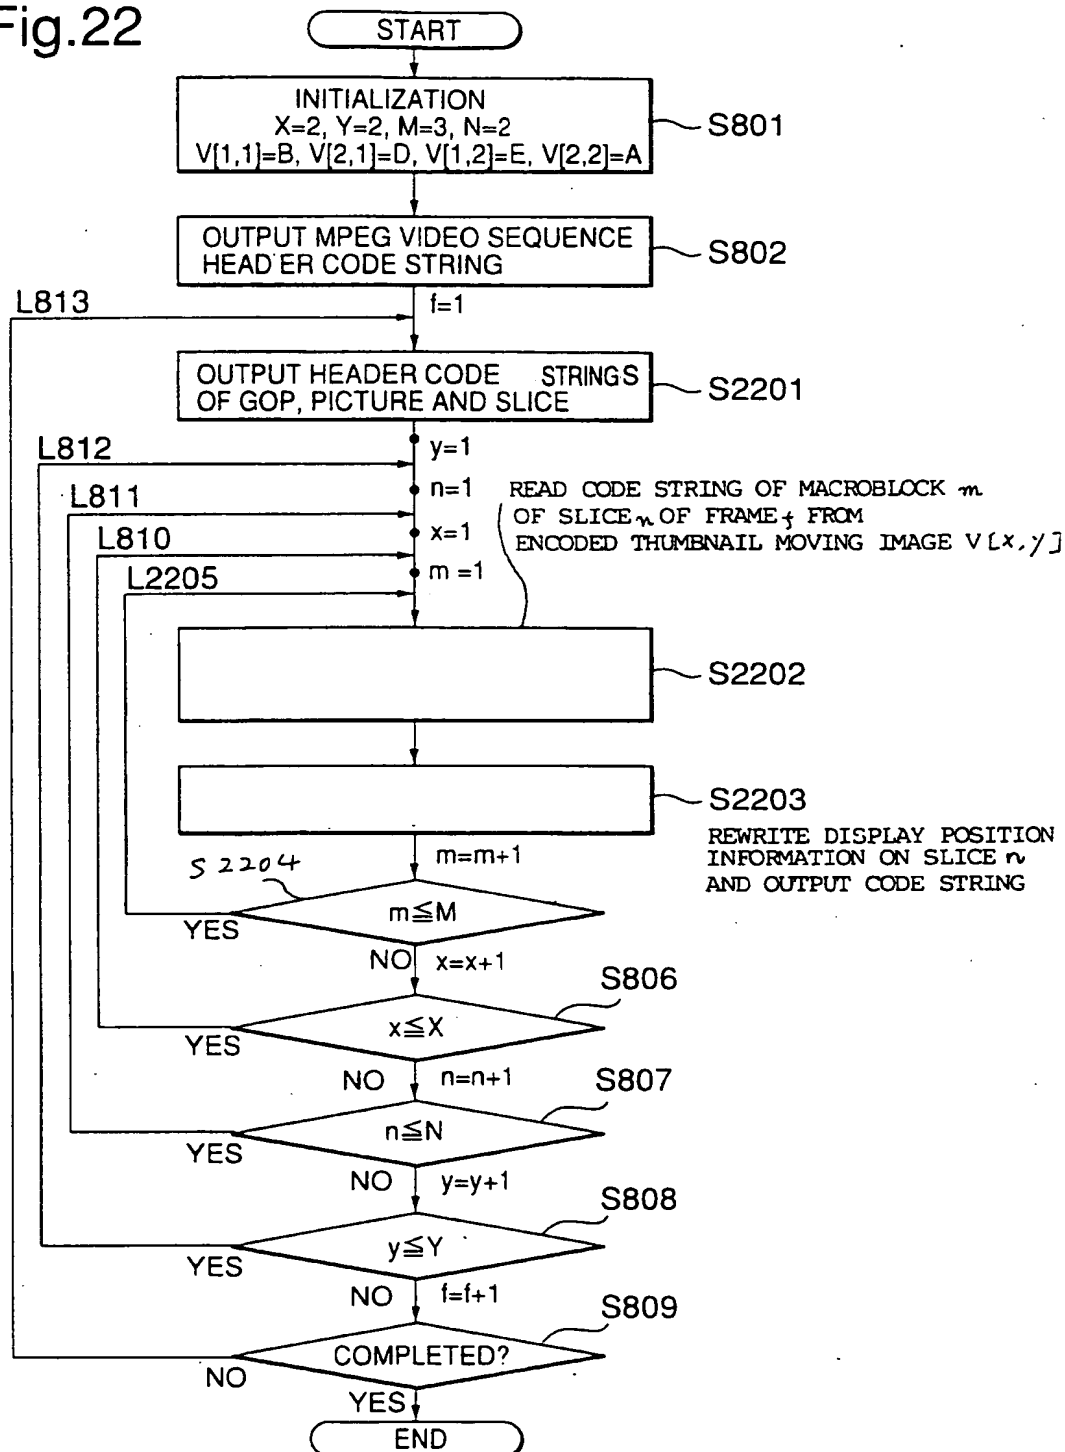 Fig.22
START
INITIALIZATION
X=2, Y=2, M=3, N=2
V[1,1]=B, V[2,1]=D, V[1,2]=E, V[2,2]=A
S801
OUTPUT MPEG VIDEO SEQUENCE
HEADER CODE STRING
S802
L813
f=1
OUTPUT HEADER CODE STRINGS
OF GOP, PICTURE AND SLICE
S2201
y=1
L812
n=1
L811
x=1
L810
m =1
L2205
READ CODE STRING OF MACROBLOCK m
OF SLICE n OF FRAME f FROM
ENCODED THUMBNAIL MOVING IMAGE V[x,y]
S2202
S2203
REWRITE DISPLAY POSITION
INFORMATION ON SLICE n
AND OUTPUT CODE STRING
m=m+1
S2204
m≦M
YES
NO x=x+1
S806
x≦X
YES
NO n=n+1
S807
n≦N
YES
NO y=y+1
S808
y≦Y
YES
NO f=f+1
S809
COMPLETED?
NO
YES
END